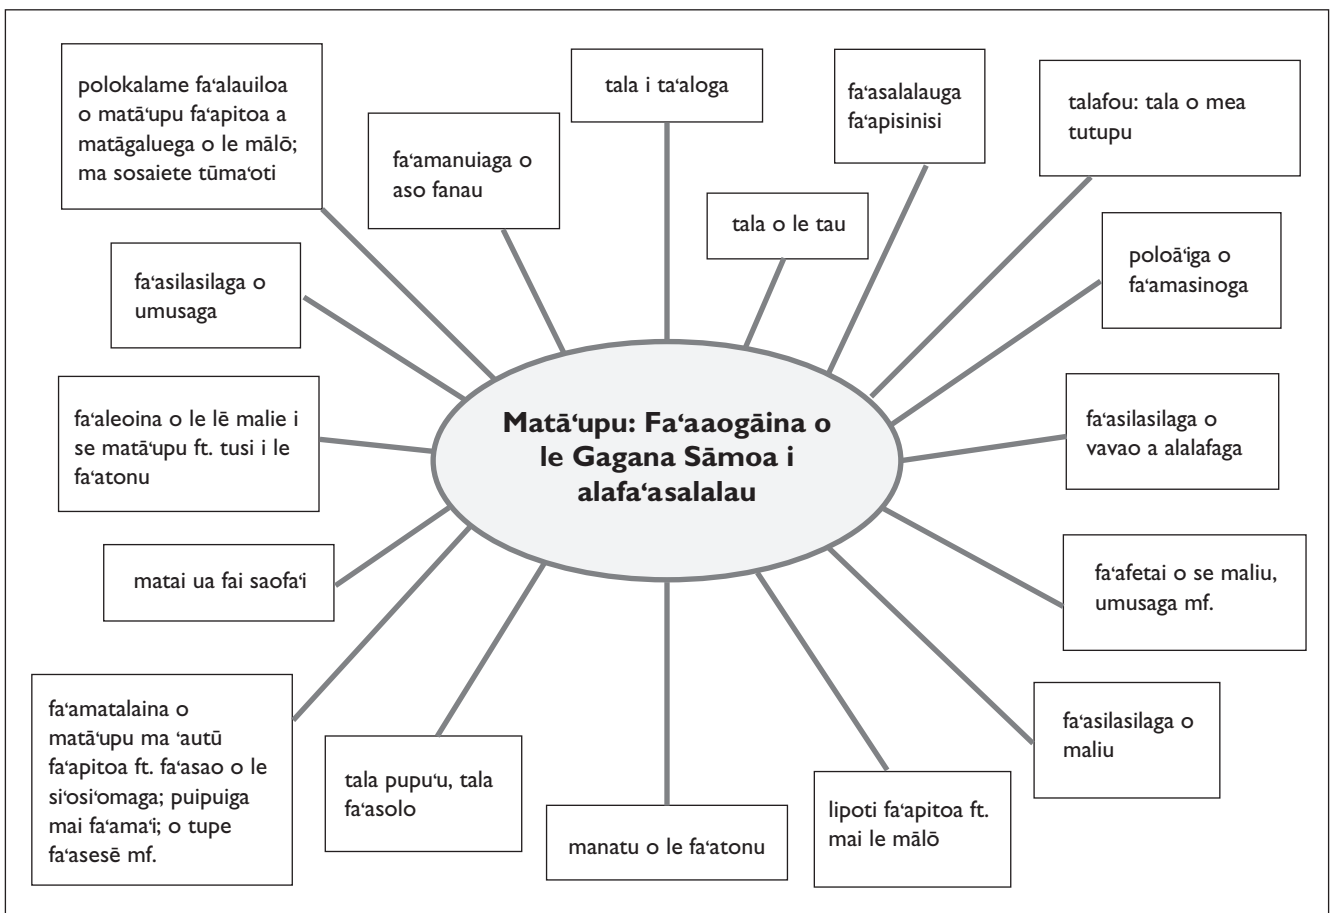 polokalame fa‘alauiloa
o matā‘upu fa‘apitoa a
matāgaluega o le mālō;
ma sosaiete tūma‘oti
fa‘amanuiaga o
aso fanau
tala i ta‘aloga
fa‘asalalauga
fa‘apisinisi
talafou: tala o mea
tutupu
tala o le tau
poloā‘iga o
fa‘amasinoga
fa‘asilasilaga o
umusaga
fa‘aleoina o le lē malie i
se matā‘upu ft. tusi i le
fa‘atonu
Matā‘upu: Fa‘aaogāina o
le Gagana Sāmoa i
alafa‘asalalau
fa‘asilasilaga o
vavao a alalafaga
matai ua fai saofa‘i
fa‘afetai o se maliu,
umusaga mf.
fa‘amatalaina o
matā‘upu ma ‘autū
fa‘apitoa ft. fa‘asao o le
si‘osi‘omaga; puipuiga
mai fa‘ama‘i; o tupe
fa‘asesē mf.
tala pupu‘u, tala
fa‘asolo
manatu o le fa‘atonu
lipoti fa‘apitoa ft.
mai le mālō
fa‘asilasilaga o
maliu